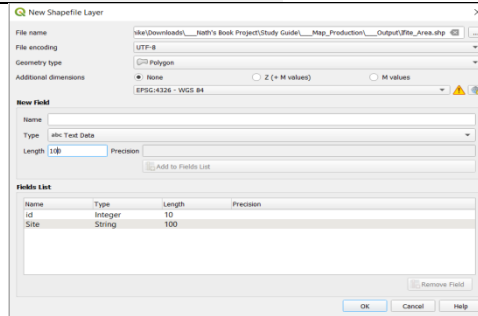 New Shapefile Layer
File name
hike\Downloads\___Nath's Book Project\Study Guide\___Map_Production\___Output\Ifite_Area.shp
...
File encoding
UTF-8
Geometry type
Polygon
Additional dimensions
None
Z (+ M values)
M values
EPSG:4326 - WGS 84
New Field
Name
Type
abc Text Data
Length
100
Precision
Add to Fields List
Fields List
Name Type Length Precision
id Integer 10
Site String 100
Remove Field
OK Cancel Help